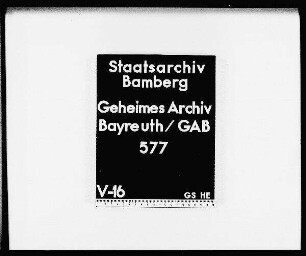 Staatsarchiv
Bamberg
Geheimes Archiv
Bayreuth/GAB
577
V-16
GS HE